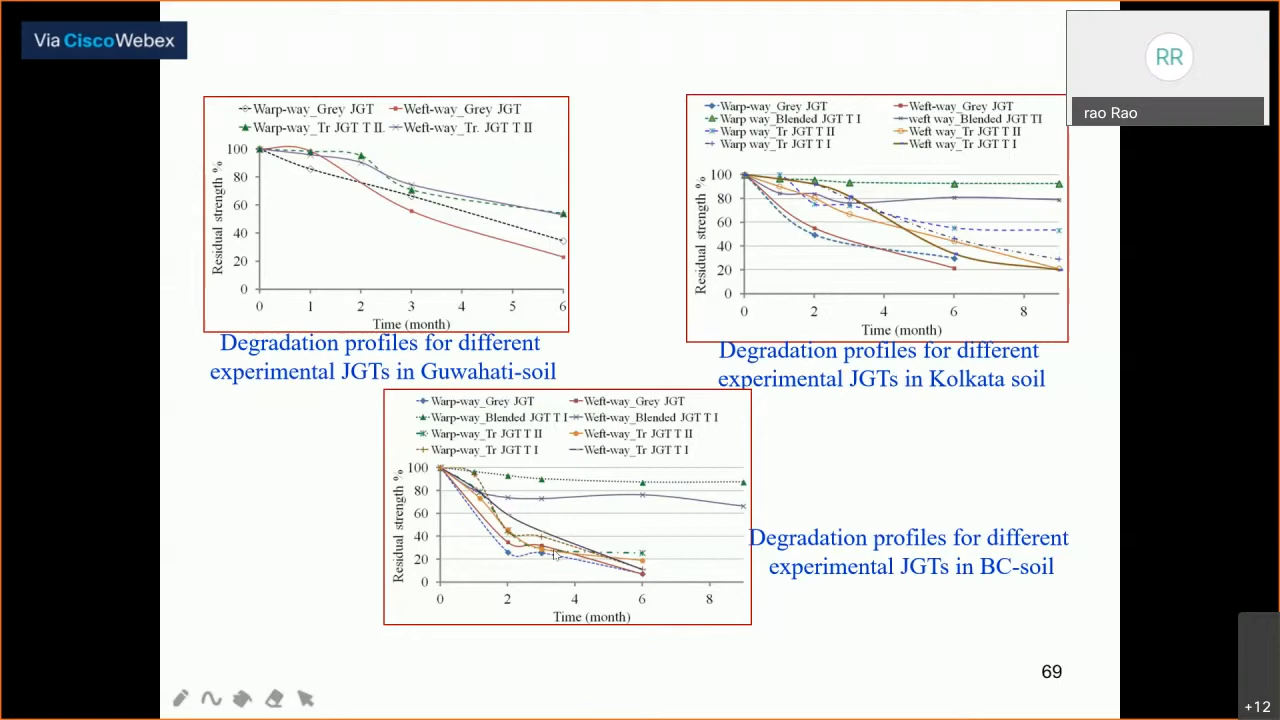 Via Cisco Webex
RR
rao Rao
Warp-way_Grey JGT Weft-way_Grey JGT
Warp-way_Tr JGT T II Weft-way_Tr. JGT T II
Residual strength %
100
80
60
40
20
0
0 1 2 3 4 5 6
Time (month)
Degradation profiles for different
experimental JGTs in Guwahati-soil
Warp-way_Grey JGT Weft-way_Grey JGT
Warp way_Blended JGT T I weft way_Blended JGT TI
Warp way_Tr JGT T II Weft way_Tr JGT T II
Warp way_Tr JGT T I Weft way_Tr JGT T I
Residual strength %
100
80
60
40
20
0
0 2 4 6 8
Time (month)
Degradation profiles for different
experimental JGTs in Kolkata soil
Warp-way_Grey JGT Weft-way_Grey JGT
Warp-way_Blended JGT T I Weft-way_Blended JGT T I
Warp-way_Tr JGT T II Weft-way_Tr JGT T II
Warp-way_Tr JGT T I Weft-way_Tr JGT T I
Residual strength %
100
80
60
40
20
0
0 2 4 6 8
Time (month)
Degradation profiles for different
experimental JGTs in BC-soil
69
+12